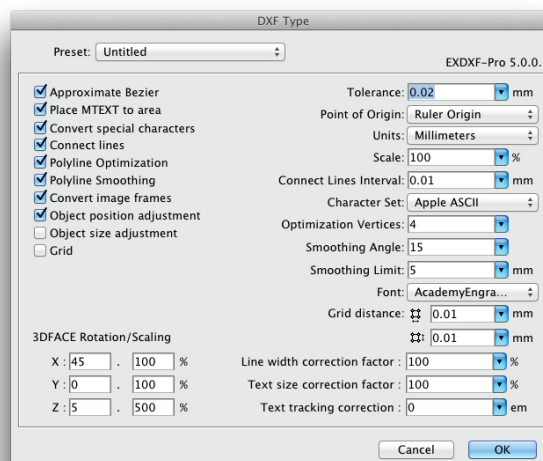 DXF Type
Preset: Untitled
EXDXF-Pro 5.0.0.
Approximate Bezier
Place MTEXT to area
Convert special characters
Connect lines
Polyline Optimization
Polyline Smoothing
Convert image frames
Object position adjustment
Object size adjustment
Grid
Tolerance: 0.02 mm
Point of Origin: Ruler Origin
Units: Millimeters
Scale: 100 %
Connect Lines Interval: 0.01 mm
Character Set: Apple ASCII
Optimization Vertices: 4
Smoothing Angle: 15
Smoothing Limit: 5 mm
Font: AcademyEngra...
Grid distance: 0.01 mm
0.01 mm
3DFACE Rotation/Scaling
X : 45 . 100 %
Y : 0 . 100 %
Z : 5 . 500 %
Line width correction factor : 100 %
Text size correction factor : 100 %
Text tracking correction : 0 em
Cancel OK